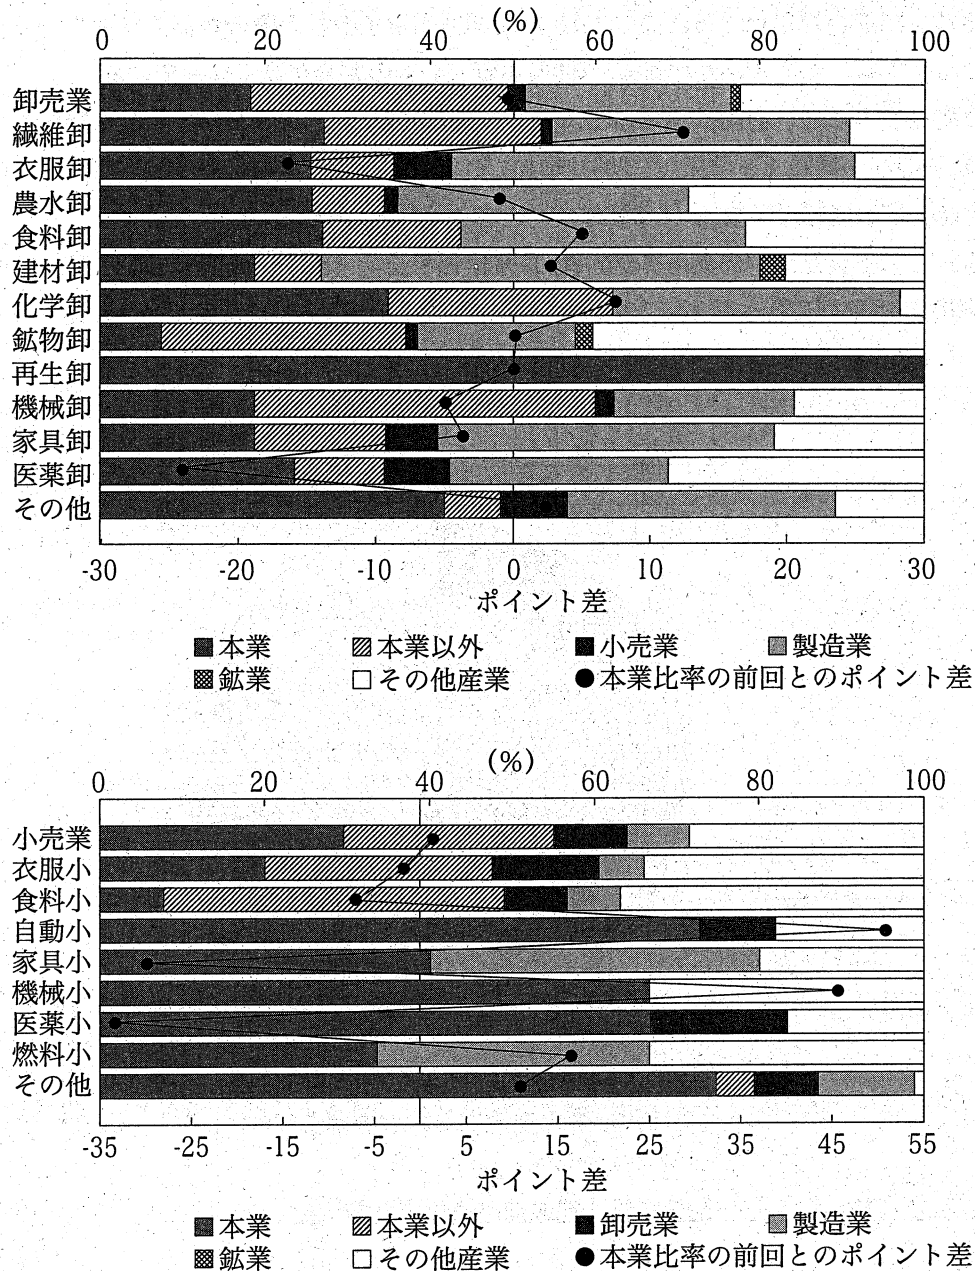 (%)
0 20 40 60 80 100
卸売業
繊維卸
衣服卸
農水卸
食料卸
建材卸
化学卸
鉱物卸
再生卸
機械卸
家具卸
医薬卸
その他
-30 -20 -10 0 10 20 30
ポイント差
本業 本業以外 小売業 製造業
鉱業 その他産業 本業比率の前回とのポイント差
(%)
0 20 40 60 80 100
小売業
衣服小
食料小
自動小
家具小
機械小
医薬小
燃料小
その他
-35 -25 -15 -5 5 15 25 35 45 55
ポイント差
本業 本業以外 卸売業 製造業
鉱業 その他産業 本業比率の前回とのポイント差